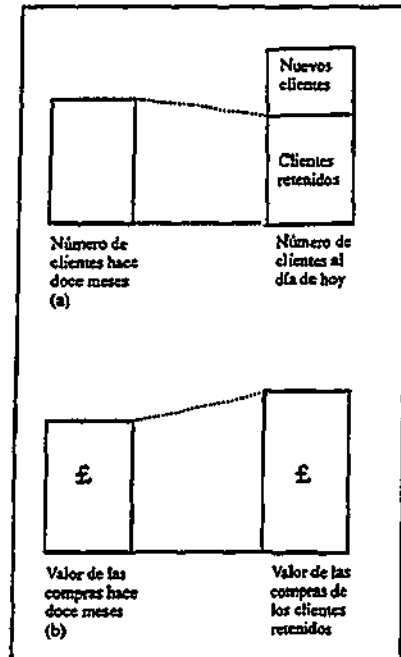 Nuevos
clientes
Clientes
retenidos
Número de
clientes hace
doce meses
(a)
Número de
clientes al
día de hoy
£
£
Valor de las
compras hace
doce meses
(b)
Valor de las
compras de
los clientes
retenidos